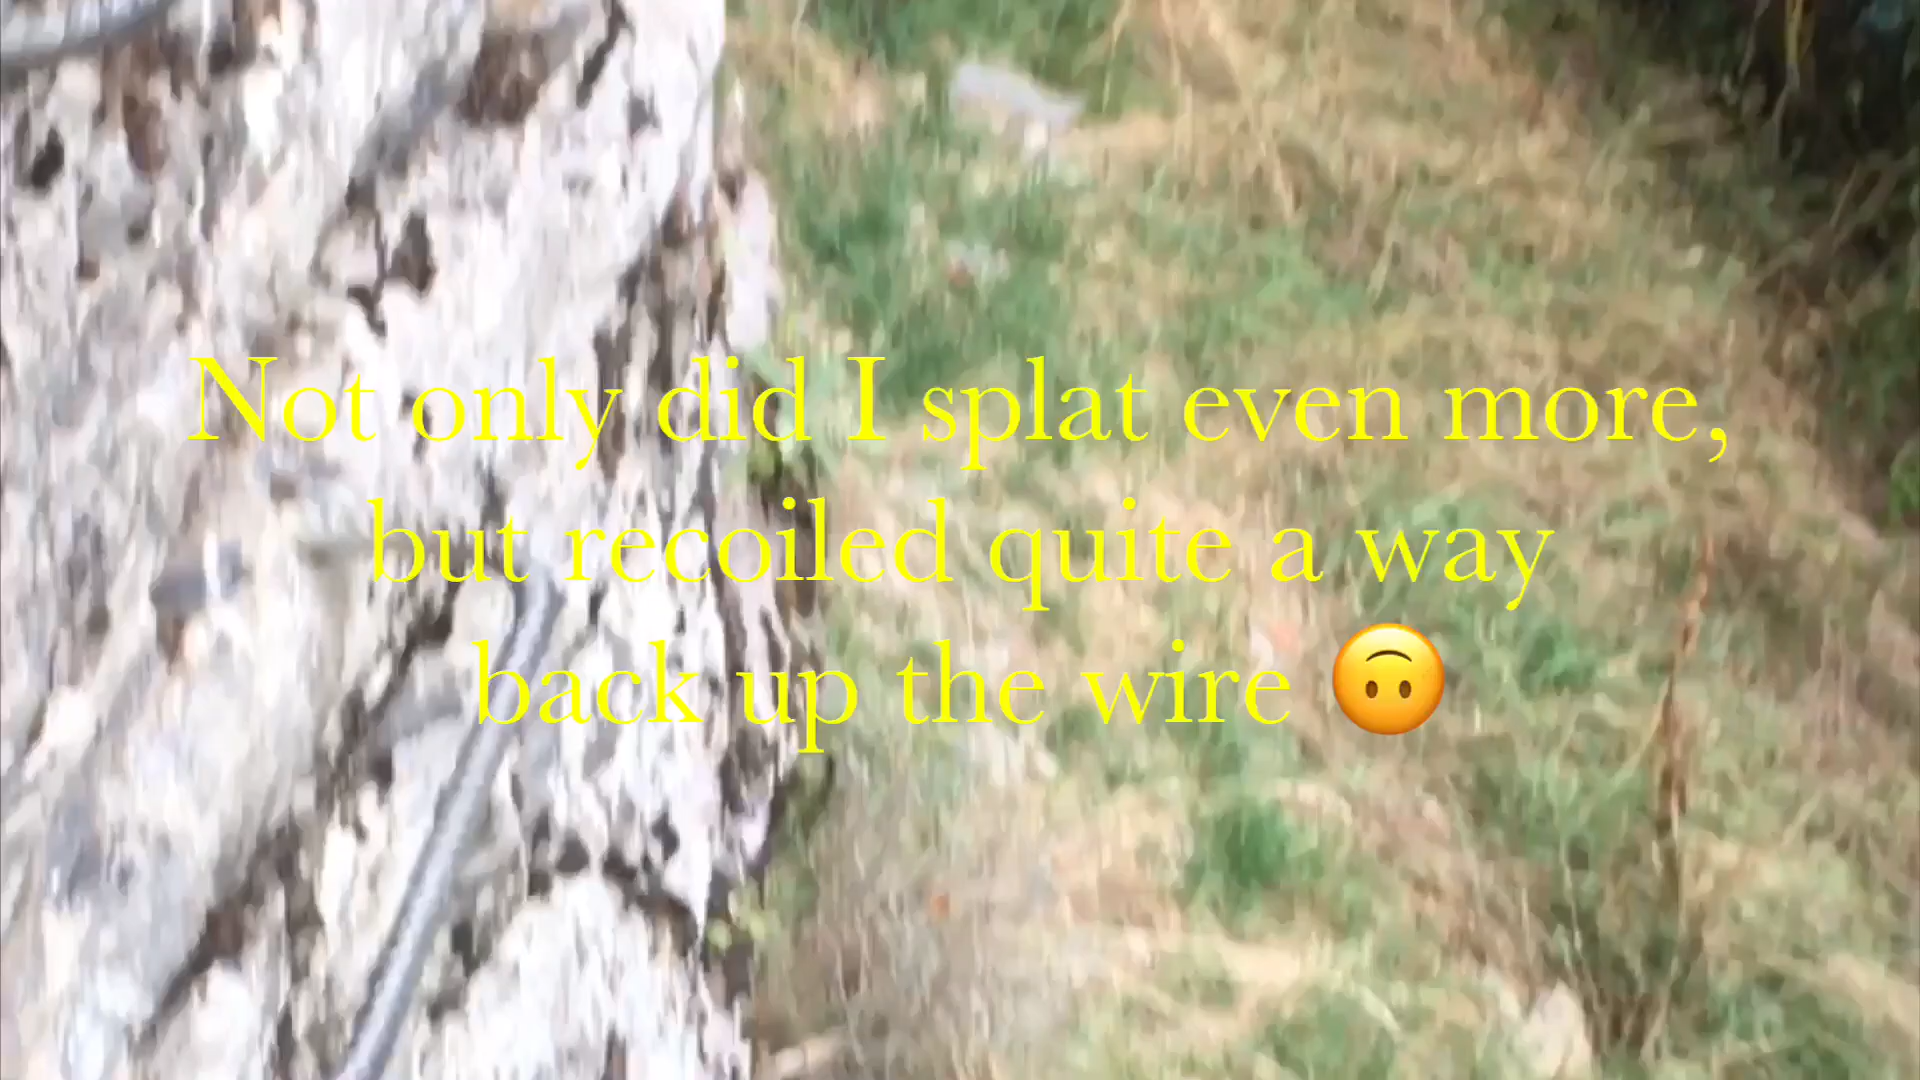 Not only did I splat even more,
but recoiled quite a way
back up the wire 🙃